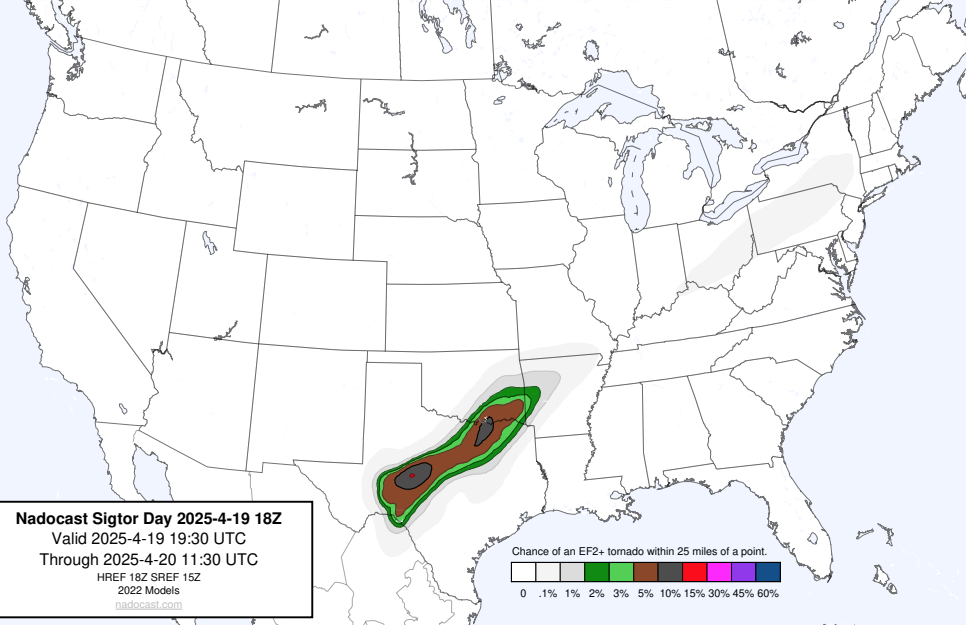 Nadocast Sigtor Day 2025-4-19 18Z
Valid 2025-4-19 19:30 UTC
Through 2025-4-20 11:30 UTC
HREF 18Z SREF 15Z
2022 Models
nadocast.com
Chance of an EF2+ tornado within 25 miles of a point.
0 .1% 1% 2% 3% 5% 10% 15% 30% 45% 60%